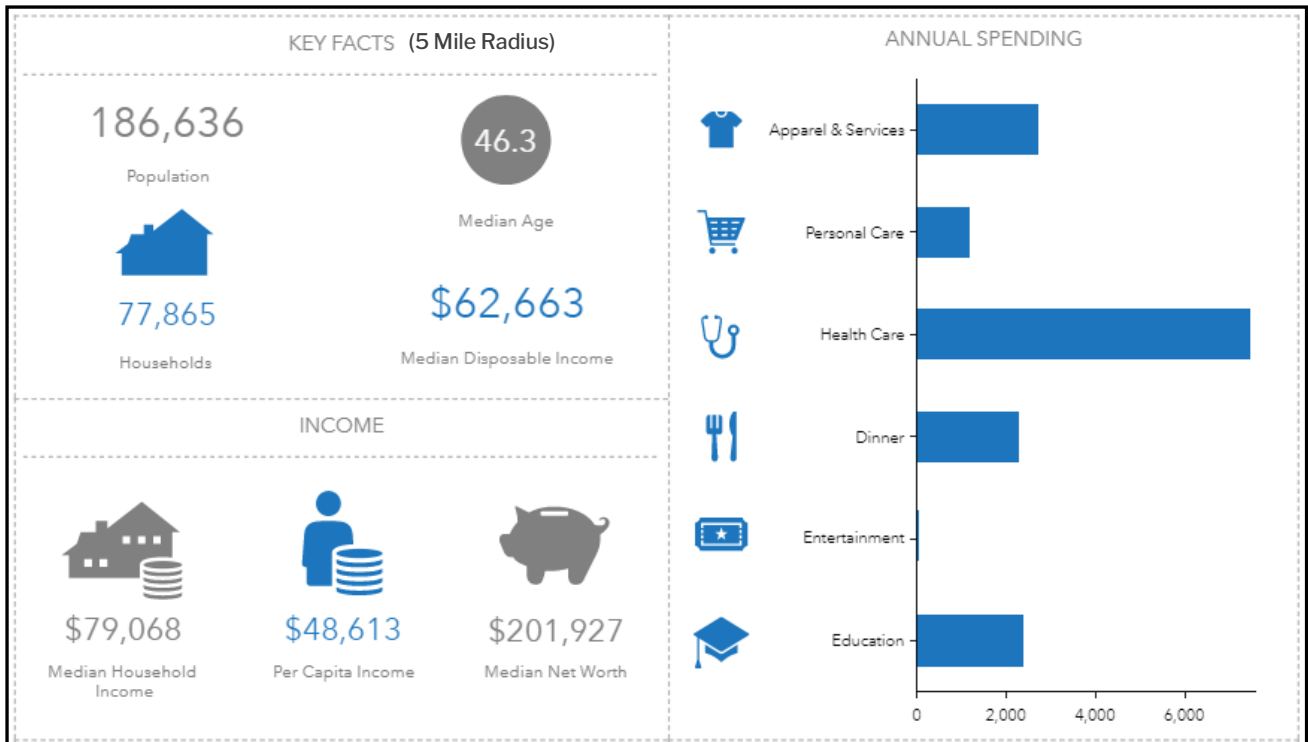 KEY FACTS (5 Mile Radius)
186,636
Population
46.3
Median Age
77,865
Households
$62,663
Median Disposable Income
INCOME
$79,068
Median Household
Income
$48,613
Per Capita Income
$201,927
Median Net Worth
ANNUAL SPENDING
Apparel & Services
Personal Care
Health Care
Dinner
Entertainment
Education
0 2,000 4,000 6,000